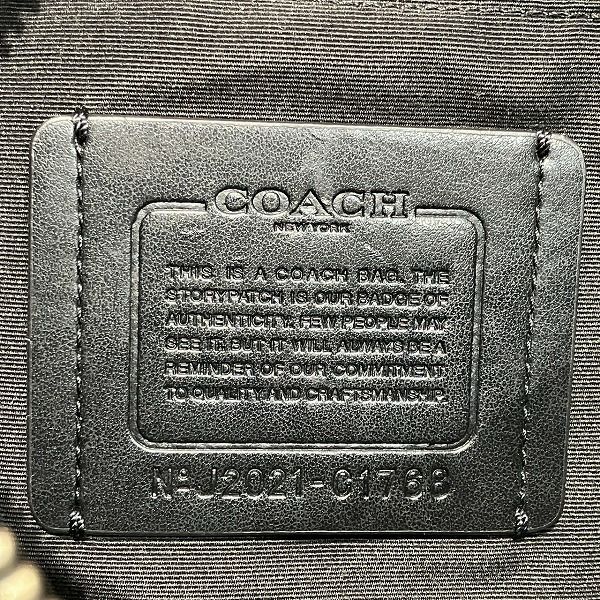 COACH
NEW YORK
THIS IS A COACH BAG. THE
STORYPATCH IS OUR BADGE OF
AUTHENTICITY. FEW PEOPLE MAY
SEE IT, BUT IT WILL ALWAYS BE A
REMINDER OF OUR COMMITMENT
TO QUALITY AND CRAFTSMANSHIP.
Nº J2021-C1768